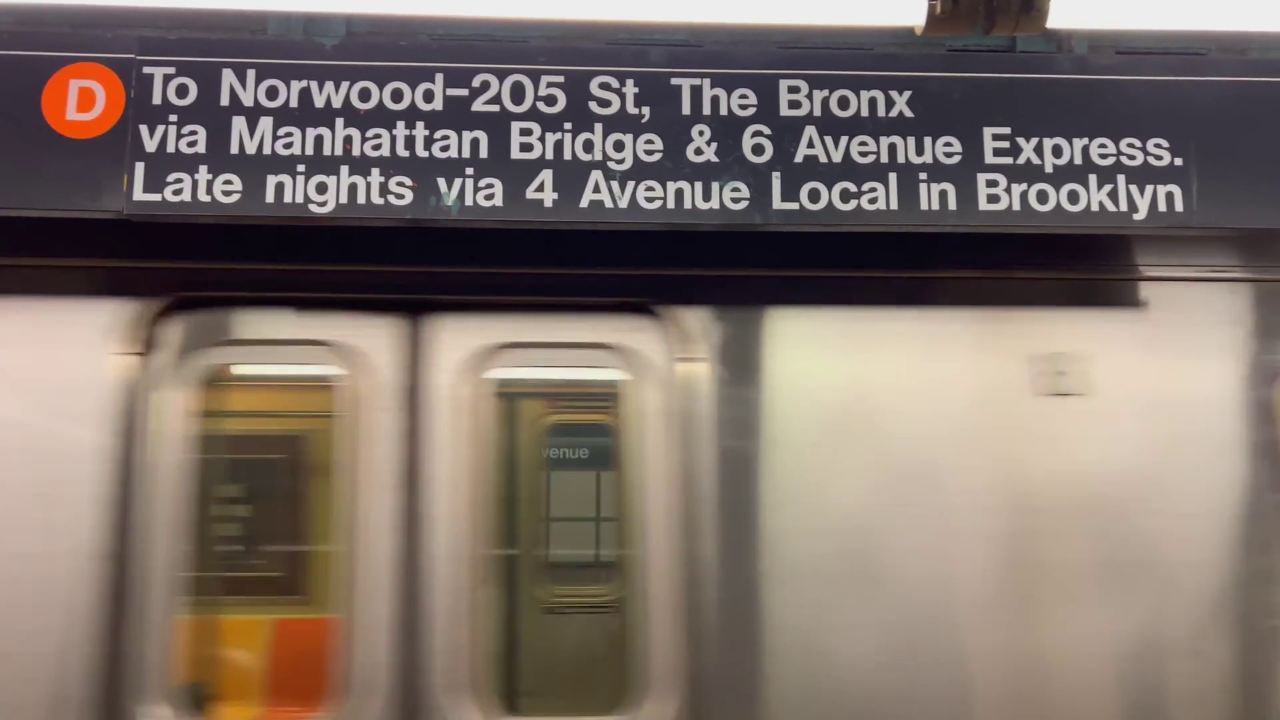 D
To Norwood-205 St, The Bronx
via Manhattan Bridge & 6 Avenue Express.
Late nights via 4 Avenue Local in Brooklyn
venue